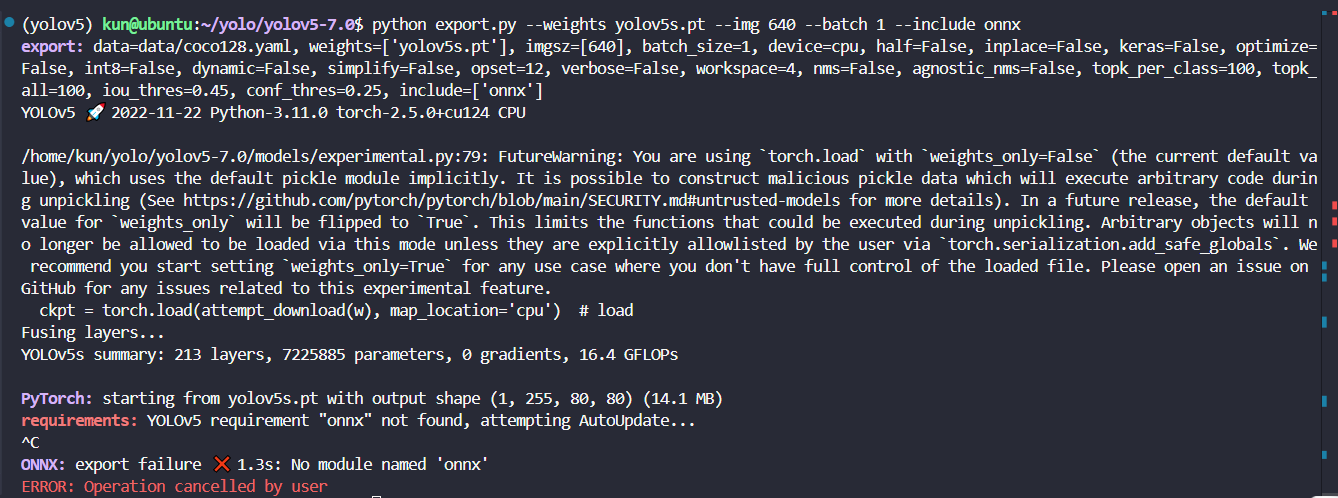 (yolov5) kun@ubuntu:~/yolo/yolov5-7.0$ python export.py --weights yolov5s.pt --img 640 --batch 1 --include onnx
export: data=data/coco128.yaml, weights=['yolov5s.pt'], imgsz=[640], batch_size=1, device=cpu, half=False, inplace=False, keras=False, optimize=
False, int8=False, dynamic=False, simplify=False, opset=12, verbose=False, workspace=4, nms=False, agnostic_nms=False, topk_per_class=100, topk_
all=100, iou_thres=0.45, conf_thres=0.25, include=['onnx']
YOLOv5 🚀 2022-11-22 Python-3.11.0 torch-2.5.0+cu124 CPU
/home/kun/yolo/yolov5-7.0/models/experimental.py:79: FutureWarning: You are using `torch.load` with `weights_only=False` (the current default va
lue), which uses the default pickle module implicitly. It is possible to construct malicious pickle data which will execute arbitrary code durin
g unpickling (See https://github.com/pytorch/pytorch/blob/main/SECURITY.md#untrusted-models for more details). In a future release, the default
value for `weights_only` will be flipped to `True`. This limits the functions that could be executed during unpickling. Arbitrary objects will n
o longer be allowed to be loaded via this mode unless they are explicitly allowlisted by the user via `torch.serialization.add_safe_globals`. We
recommend you start setting `weights_only=True` for any use case where you don't have full control of the loaded file. Please open an issue on
GitHub for any issues related to this experimental feature.
ckpt = torch.load(attempt_download(w), map_location='cpu')  # load
Fusing layers...
YOLOv5s summary: 213 layers, 7225885 parameters, 0 gradients, 16.4 GFLOPs
PyTorch: starting from yolov5s.pt with output shape (1, 255, 80, 80) (14.1 MB)
requirements: YOLOv5 requirement "onnx" not found, attempting AutoUpdate...
^C
ONNX: export failure ❌ 1.3s: No module named 'onnx'
ERROR: Operation cancelled by user